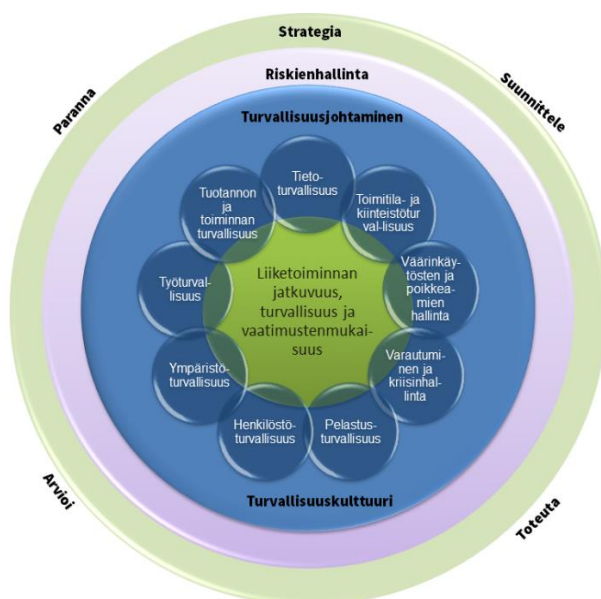 Strategia
Riskienhallinta
Turvallisuusjohtaminen
Suunnittele
Paranna
Tieto-
turvallisuus
Toimitila- ja
kiinteistötur
val-lisuus
Väärinkäy-
tösten ja
poikkea-
mien
hallinta
Varautumi-
nen ja
kriisinhal-
linta
Pelastus-
turvallisuus
Henkilöstö-
turvallisuus
Ympäristö-
turvallisuus
Työturval-
lisuus
Tuotannon
ja
toiminnan
turvallisuus
Liiketoiminnan
jatkuvuus,
turvallisuus ja
vaatimustenmukai-
suus
Turvallisuuskulttuuri
Toteuta
Arvioi